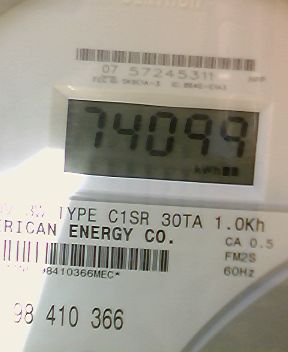 07 57245311
74099
kWh
TYPE C1SR 30TA 1.0Kh
ERICAN ENERGY CO.
CA 0.5
FM2S
98410366MEC*
60Hz
98 410 366